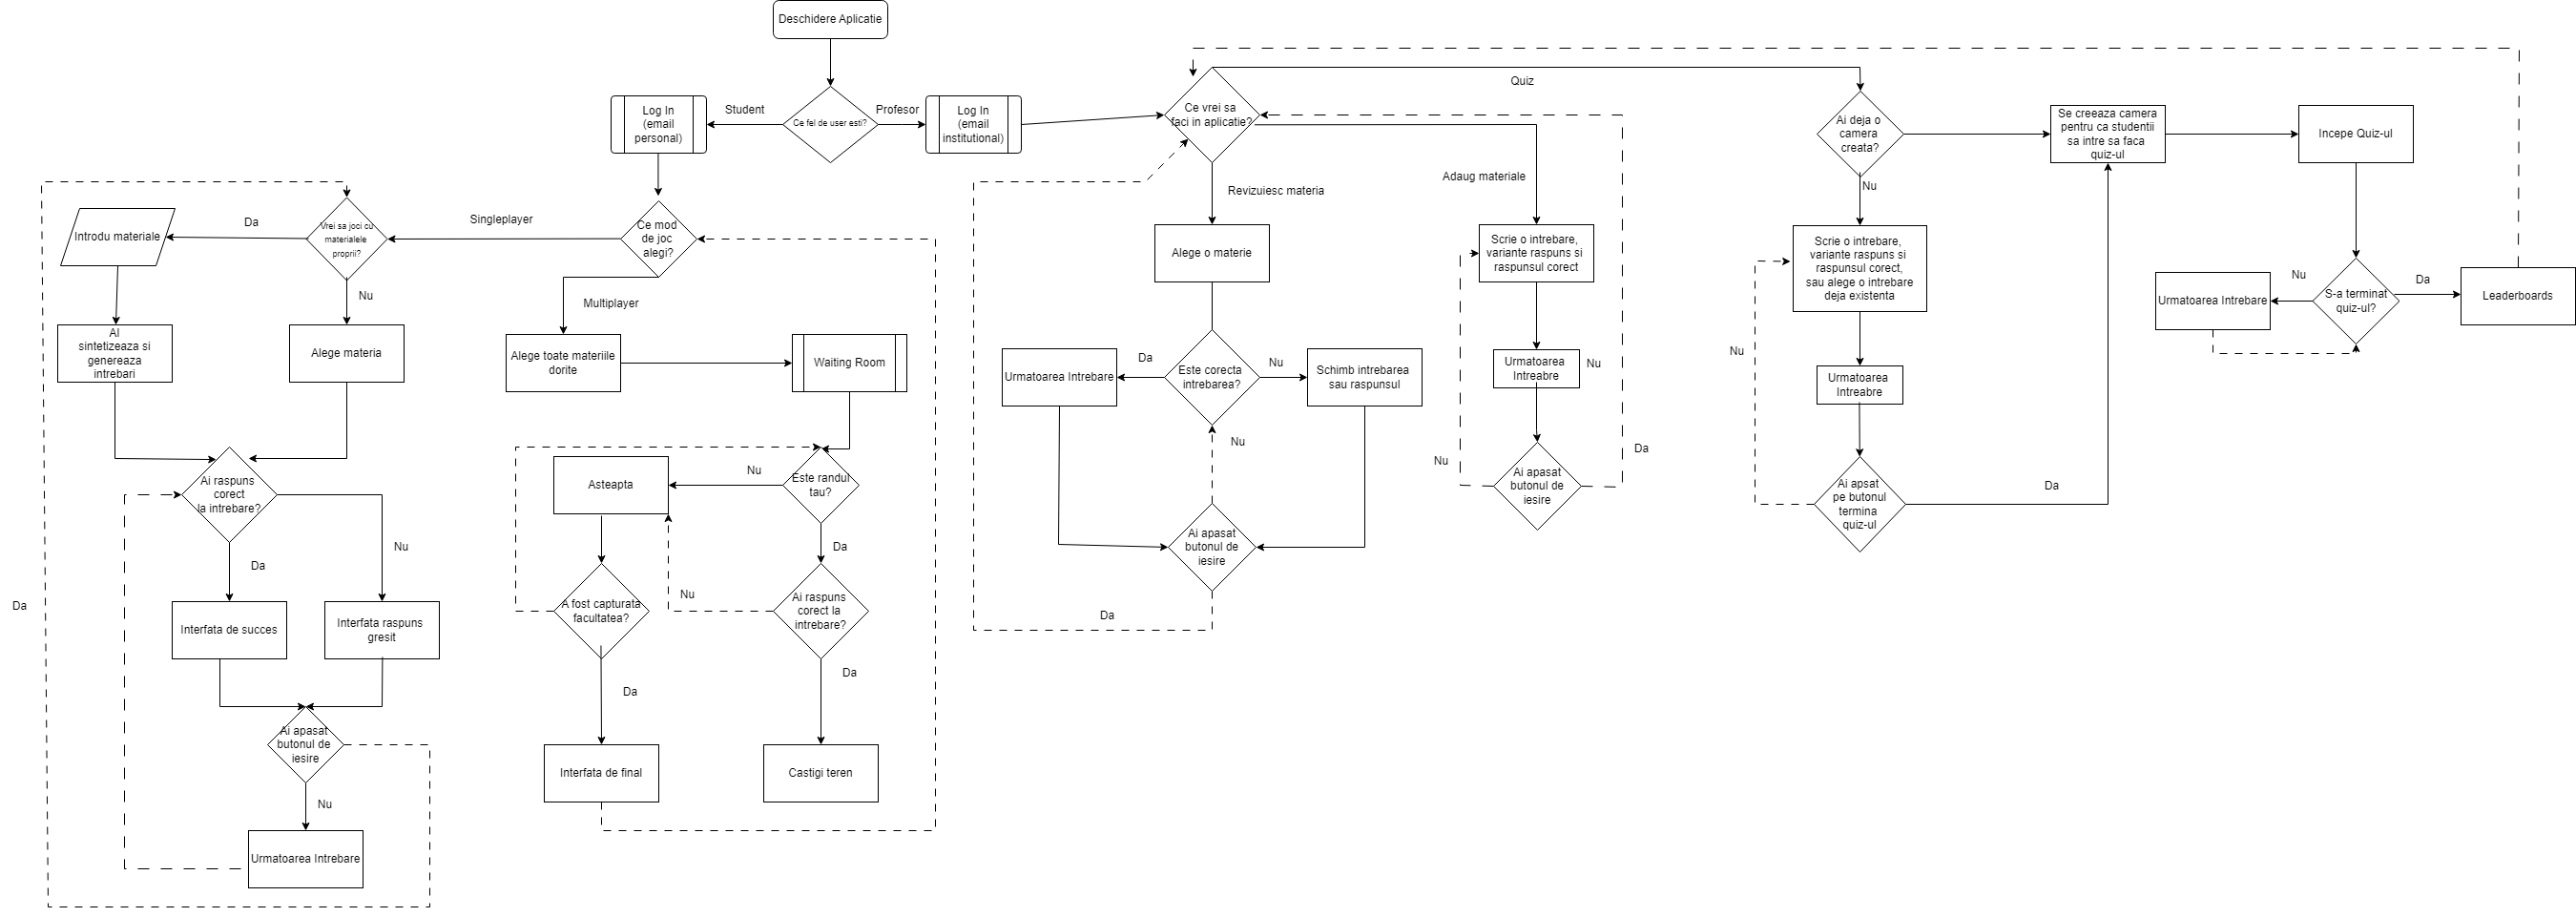 Deschidere Aplicatie
Ce fel de user esti?
Student
Profesor
Log In
(email
personal)
Log In
(email
institutional)
Ce mod
de joc
alegi?
Singleplayer
Multiplayer
Vrei sa joci cu
materialele
proprii?
Da
Introdu materiale
Nu
AI
sintetizeaza si
genereaza
intrebari
Alege materia
Ai raspuns
corect
la intrebare?
Da
Nu
Interfata de succes
Interfata raspuns
gresit
Ai apasat
butonul de
iesire
Nu
Urmatoarea Intrebare
Da
Alege toate materiile
dorite
Waiting Room
Este randul
tau?
Nu
Asteapta
Da
A fost capturata
facultatea?
Nu
Ai raspuns
corect la
intrebare?
Da
Da
Interfata de final
Castigi teren
Ce vrei sa
faci in aplicatie?
Quiz
Revizuiesc materia
Adaug materiale
Alege o materie
Este corecta
intrebarea?
Da
Nu
Urmatoarea Intrebare
Schimb intrebarea
sau raspunsul
Nu
Ai apasat
butonul de
iesire
Da
Scrie o intrebare,
variante raspuns si
raspunsul corect
Urmatoarea
Intreabre
Nu
Ai apasat
butonul de
iesire
Nu
Da
Ai deja o
camera
creata?
Nu
Scrie o intrebare,
variante raspuns si
raspunsul corect,
sau alege o intrebare
deja existenta
Nu
Urmatoarea
Intreabre
Ai apsat
pe butonul
termina
quiz-ul
Da
Se creeaza camera
pentru ca studentii
sa intre sa faca
quiz-ul
Incepe Quiz-ul
S-a terminat
quiz-ul?
Nu
Da
Urmatoarea Intrebare
Leaderboards